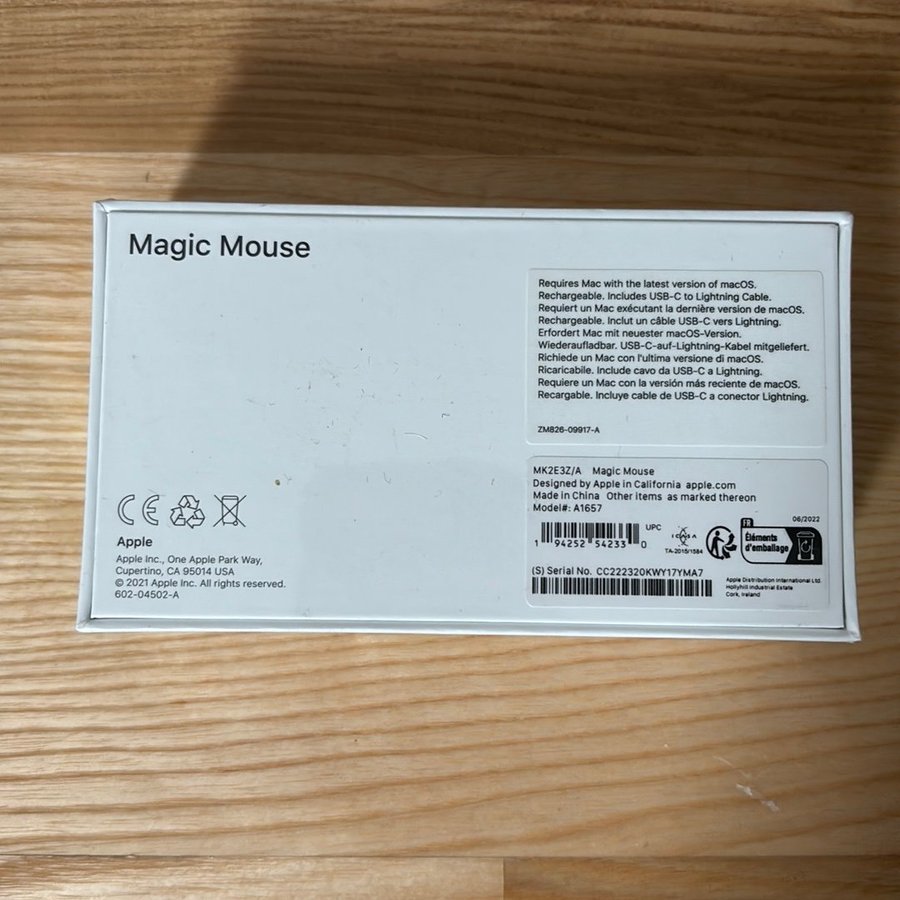 Magic Mouse
Requires Mac with the latest version of macOS.
Rechargeable. Includes USB-C to Lightning Cable.
Requiert un Mac exécutant la dernière version de macOS.
Rechargeable. Inclut un câble USB-C vers Lightning.
Erfordert Mac mit neuester macOS-Version.
Wiederaufladbar. USB-C-auf-Lightning-Kabel mitgeliefert.
Richiede un Mac con l'ultima versione di macOS.
Ricaricabile. Include cavo da USB-C a Lightning.
Requiere un Mac con la versión más reciente de macOS.
Recargable. Incluye cable de USB-C a conector Lightning.
ZM826-09917-A
MK2E3Z/A Magic Mouse
Designed by Apple in California apple.com
Made in China Other items as marked thereon
Model#: A1657
UPC
1 94252 54233 0
ICASA
TA-2015/1584
FR
Éléments
d'emballage
06/2022
(S) Serial No. CC222320KWY17YMA7
Apple Distribution International Ltd.
Hollyhill Industrial Estate
Cork, Ireland
CE
Apple
Apple Inc., One Apple Park Way,
Cupertino, CA 95014 USA
© 2021 Apple Inc. All rights reserved.
602-04502-A